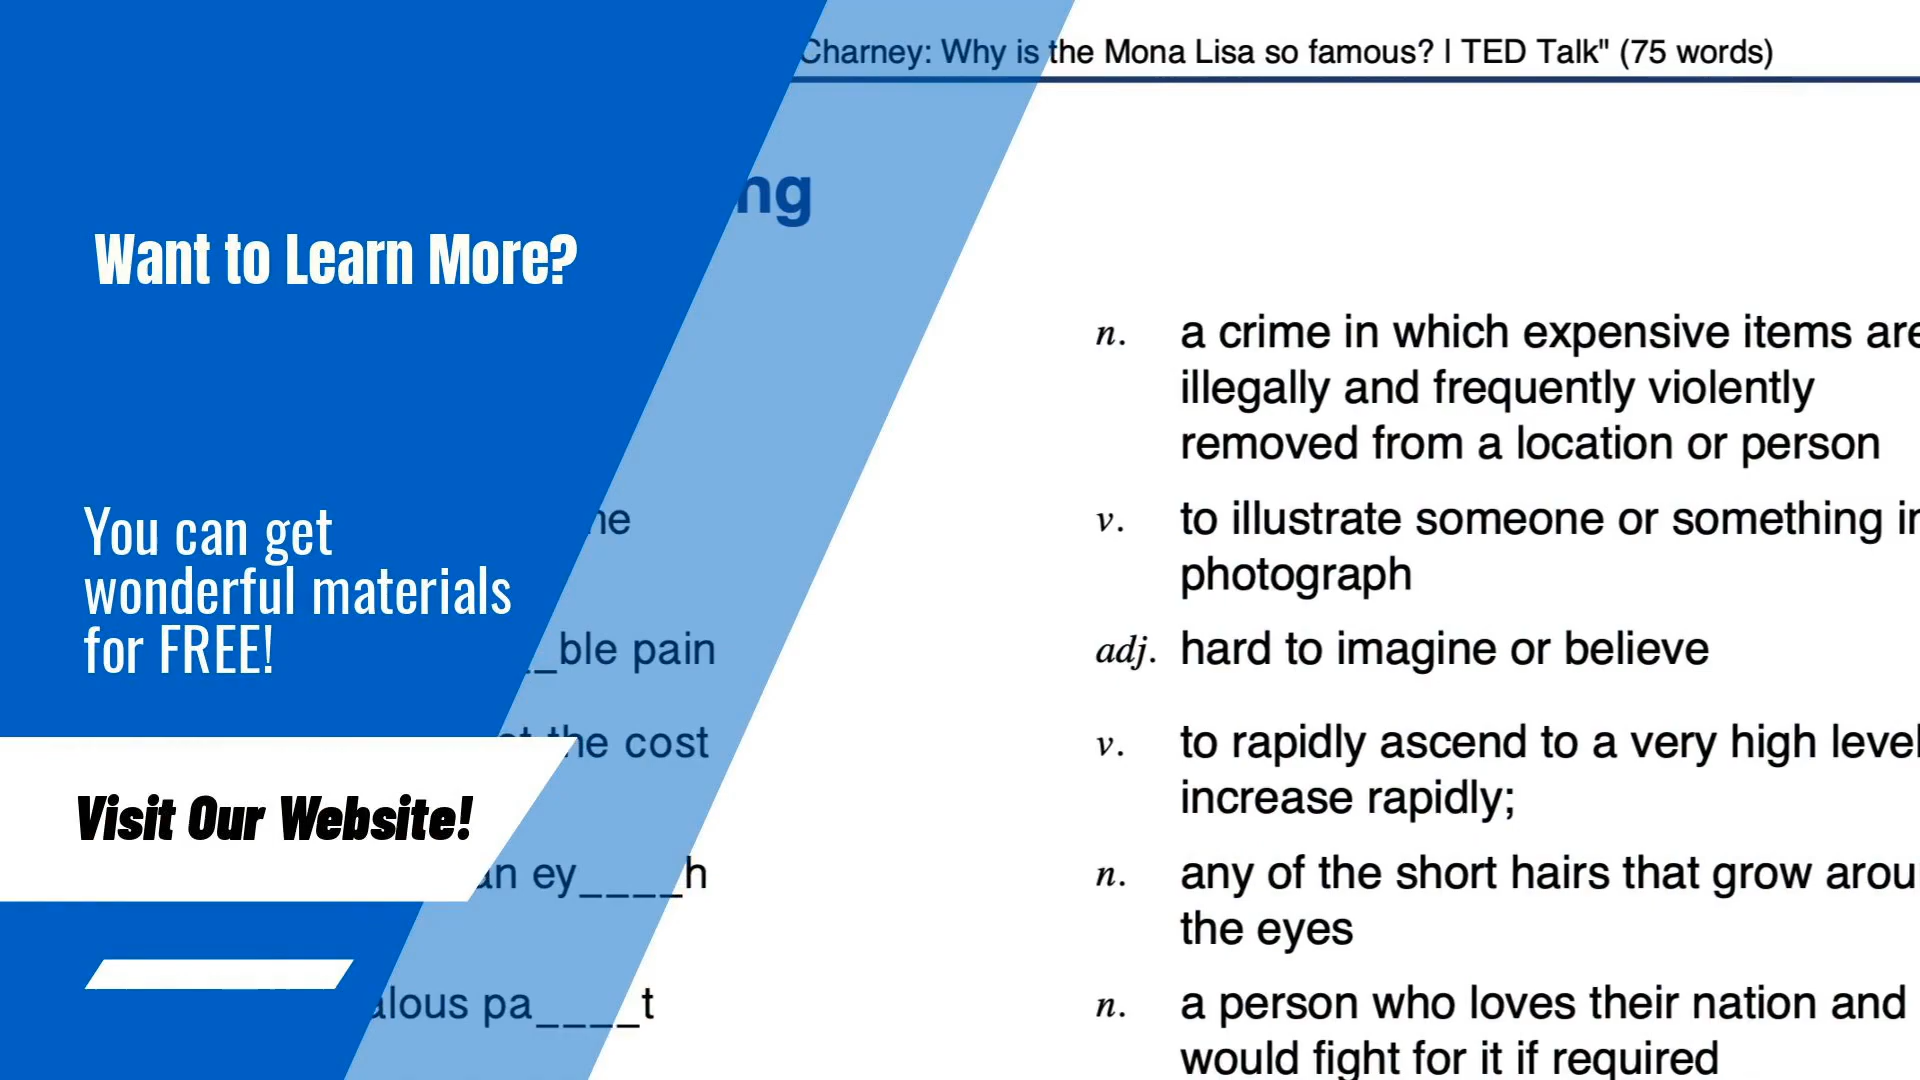 Charney: Why is the Mona Lisa so famous? | TED Talk" (75 words)
ng
Want to Learn More?
You can get
wonderful materials
for FREE!
Visit Our Website!
n. a crime in which expensive items are
illegally and frequently violently
removed from a location or person
ne
v. to illustrate someone or something in
photograph
_ble pain
adj. hard to imagine or believe
the cost
v. to rapidly ascend to a very high level
increase rapidly;
an ey____h
n. any of the short hairs that grow arou
the eyes
alous pa____t
n. a person who loves their nation and
would fight for it if required